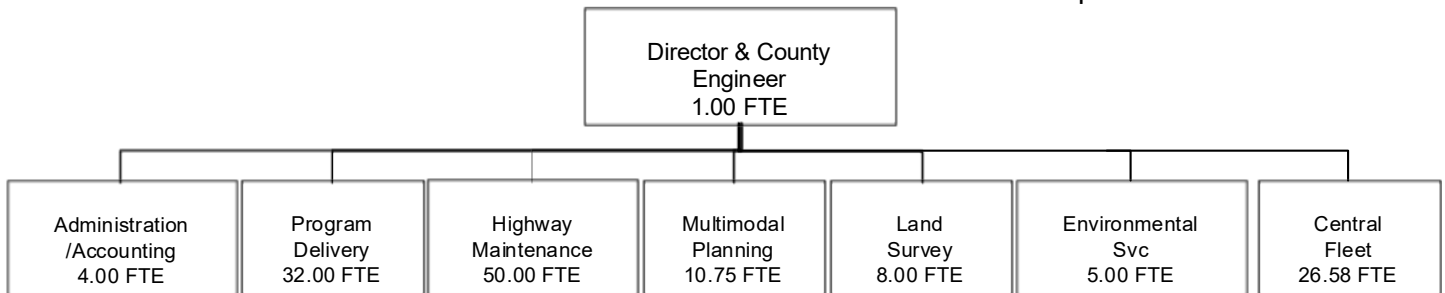 Director & County
Engineer
1.00 FTE
Administration
/Accounting
4.00 FTE
Program
Delivery
32.00 FTE
Highway
Maintenance
50.00 FTE
Multimodal
Planning
10.75 FTE
Land
Survey
8.00 FTE
Environmental
Svc
5.00 FTE
Central
Fleet
26.58 FTE